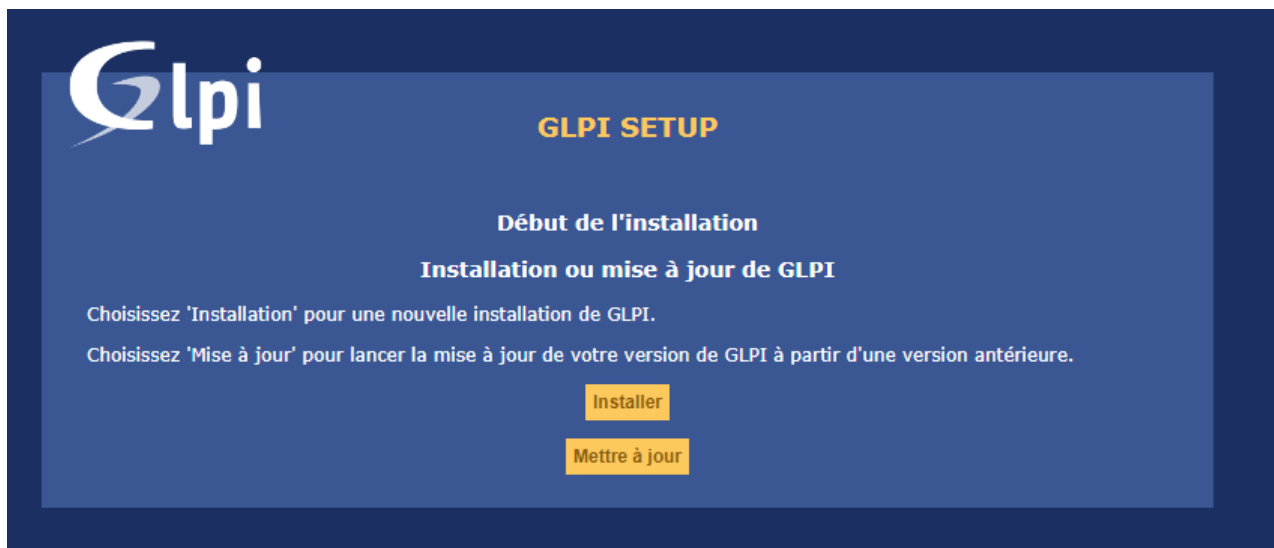 Glpi
GLPI SETUP
Début de l'installation
Installation ou mise à jour de GLPI
Choisissez 'Installation' pour une nouvelle installation de GLPI.
Choisissez 'Mise à jour' pour lancer la mise à jour de votre version de GLPI à partir d'une version antérieure.
Installer
Mettre à jour